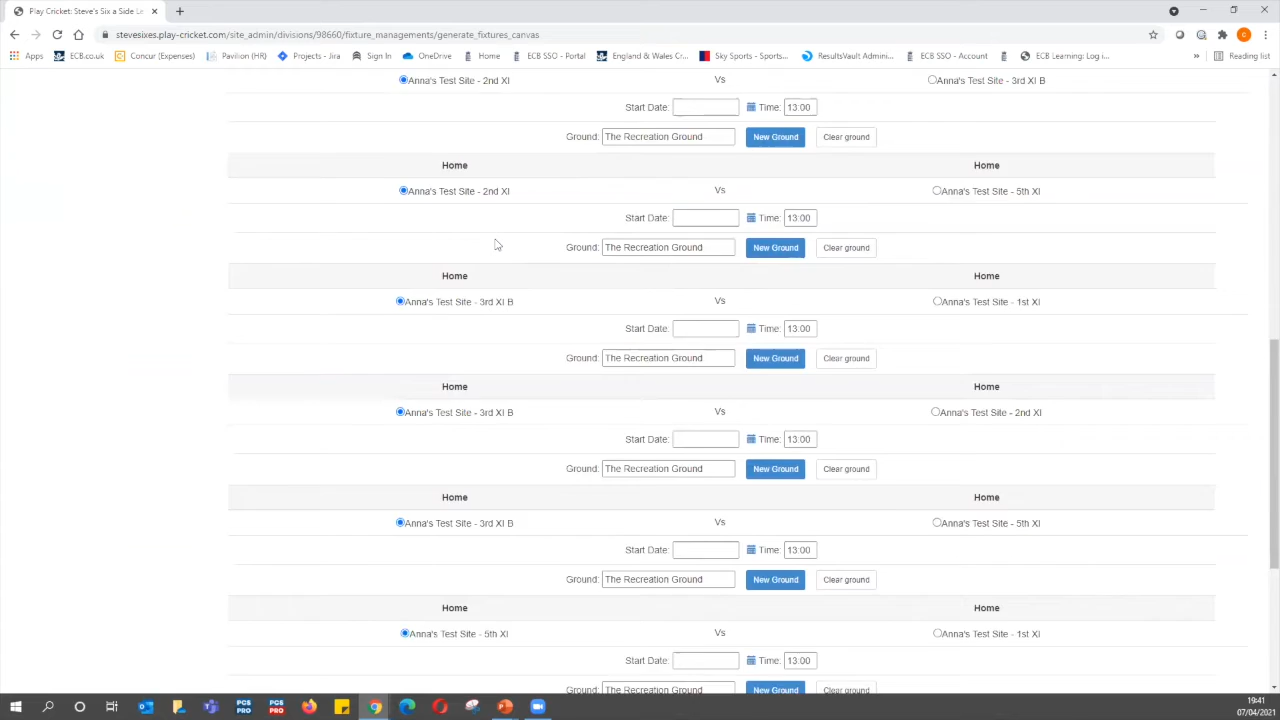 Play Cricket: Steve's Six a Side Le
stevesixes.play-cricket.com/site_admin/divisions/98660/fixture_managements/generate_fixtures_canvas
Apps ECB.co.uk Concur (Expenses) Pavilion (HR) Projects - Jira Sign In OneDrive Home ECB SSO - Portal England & Wales Cr... Sky Sports - Sports... ResultsVault Admini... ECB SSO - Account ECB Learning: Log i... » Reading list
Anna's Test Site - 2nd XI Vs Anna's Test Site - 3rd XI B
Start Date: Time: 13:00
Ground: The Recreation Ground New Ground Clear ground
Home Home
Anna's Test Site - 2nd XI Vs Anna's Test Site - 5th XI
Start Date: Time: 13:00
Ground: The Recreation Ground New Ground Clear ground
Home Home
Anna's Test Site - 3rd XI B Vs Anna's Test Site - 1st XI
Start Date: Time: 13:00
Ground: The Recreation Ground New Ground Clear ground
Home Home
Anna's Test Site - 3rd XI B Vs Anna's Test Site - 2nd XI
Start Date: Time: 13:00
Ground: The Recreation Ground New Ground Clear ground
Home Home
Anna's Test Site - 3rd XI B Vs Anna's Test Site - 5th XI
Start Date: Time: 13:00
Ground: The Recreation Ground New Ground Clear ground
Home Home
Anna's Test Site - 5th XI Vs Anna's Test Site - 1st XI
Start Date: Time: 13:00
Ground: The Recreation Ground New Ground Clear ground
PCS PRO PCS PRO
19:41
07/04/2021